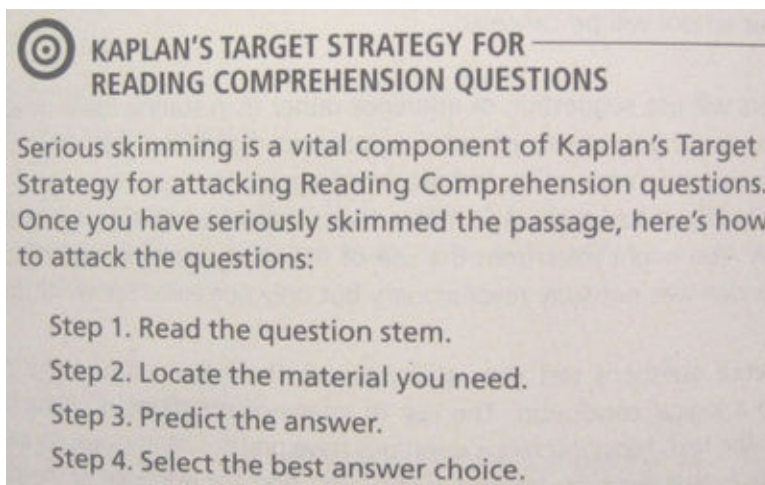 KAPLAN'S TARGET STRATEGY FOR
READING COMPREHENSION QUESTIONS
Serious skimming is a vital component of Kaplan's Target
Strategy for attacking Reading Comprehension questions.
Once you have seriously skimmed the passage, here's how
to attack the questions:
Step 1. Read the question stem.
Step 2. Locate the material you need.
Step 3. Predict the answer.
Step 4. Select the best answer choice.